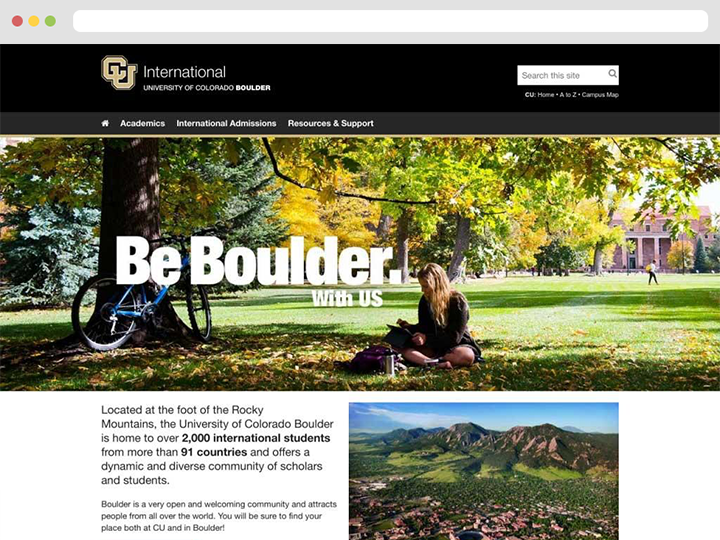 CU
International
UNIVERSITY OF COLORADO BOULDER
Search this site
CU: Home • A to Z • Campus Map
Academics International Admissions Resources & Support
Be Boulder.
With US
Located at the foot of the Rocky
Mountains, the University of Colorado Boulder
is home to over 2,000 international students
from more than 91 countries and offers a
dynamic and diverse community of scholars
and students.
Boulder is a very open and welcoming community and attracts
people from all over the world. You will be sure to find your
place both at CU and in Boulder!